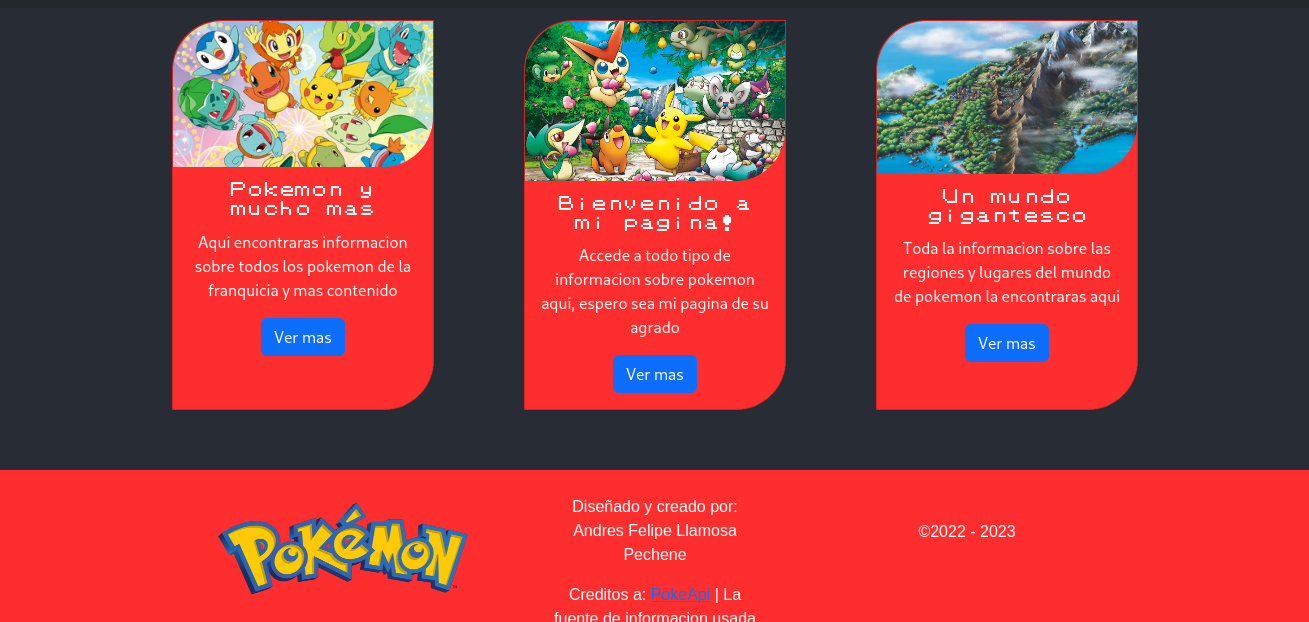 Pokemon y
mucho mas
Aqui encontraras informacion
sobre todos los pokemon de la
franquicia y mas contenido
Ver mas
Bienvenido a
mi pagina!
Accede a todo tipo de
informacion sobre pokemon
aqui, espero sea mi pagina de su
agrado
Ver mas
Un mundo
gigantesco
Toda la informacion sobre las
regiones y lugares del mundo
de pokemon la encontraras aqui
Ver mas
POKéMON
Diseñado y creado por:
Andres Felipe Llamosa
Pechene
Creditos a: PokeApi | La
fuente de informacion usada
©2022 - 2023